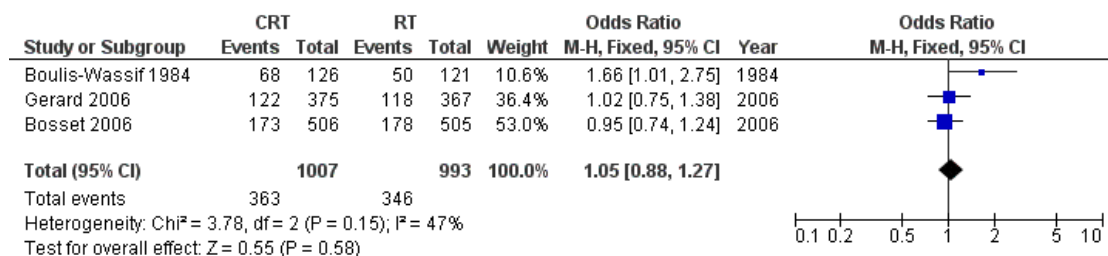 CRT RT Odds Ratio Odds Ratio
Study or Subgroup Events Total Events Total Weight M-H, Fixed, 95% CI Year M-H, Fixed, 95% CI
Boulis-Wassif 1984 68 126 50 121 10.6% 1.66 [1.01, 2.75] 1984
Gerard 2006 122 375 118 367 36.4% 1.02 [0.75, 1.38] 2006
Bosset 2006 173 506 178 505 53.0% 0.95 [0.74, 1.24] 2006
Total (95% CI) 1007 993 100.0% 1.05 [0.88, 1.27]
Total events 363 346
Heterogeneity: Chi² = 3.78, df = 2 (P = 0.15); I² = 47%
Test for overall effect: Z = 0.55 (P = 0.58)
0.1 0.2 0.5 1 2 5 10